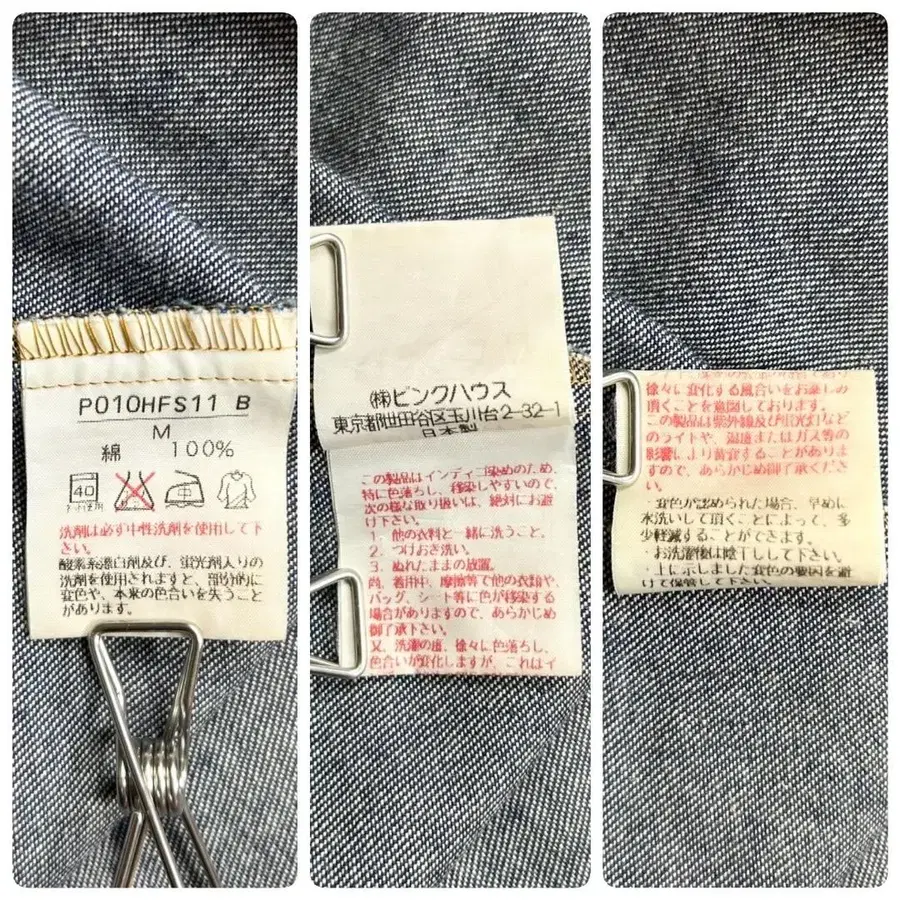 P010HFS11 B
M
綿 100%
40
洗剤は必ず中性洗剤を使用して下
さい。
酸素系漂白剤及び、蛍光剤入りの
洗剤を使用されますと、部分的に
変色や、本来の色合いを失うこと
があります。
㈱ピンクハウス
東京都世田谷区玉川台2-32-1
日本製
この製品はインディゴ染めのため、
特に色落ちし、移染しやすいので、
次の様な取り扱いは、絶対にお避
け下さい。
1. 他の衣料と一緒に洗うこと。
2. つけおき洗い。
3. ぬれたままの放置。
尚、着用中、摩擦等で他の衣類や、
バッグ、シート等に色が移染する
場合がありますので、あらかじめ
御了承下さい。
又、洗濯の度、徐々に色落ちし、
色合いが変化しますが、これはイ
徐々に変化する風合いをお楽しみ
頂くことを意図しております。
この製品は紫外線及び蛍光灯など
のライトや、湿度またはガス等の
影響により黄変することがあり
ますので、あらかじめ御了承くださ
い。
・変色が認められた場合、早めに
水洗いして頂くことによって、多
少軽減することができます。
・お洗濯後は陰干しして下さい。
・上に示しました変色の要因を避
けて保管して下さい。